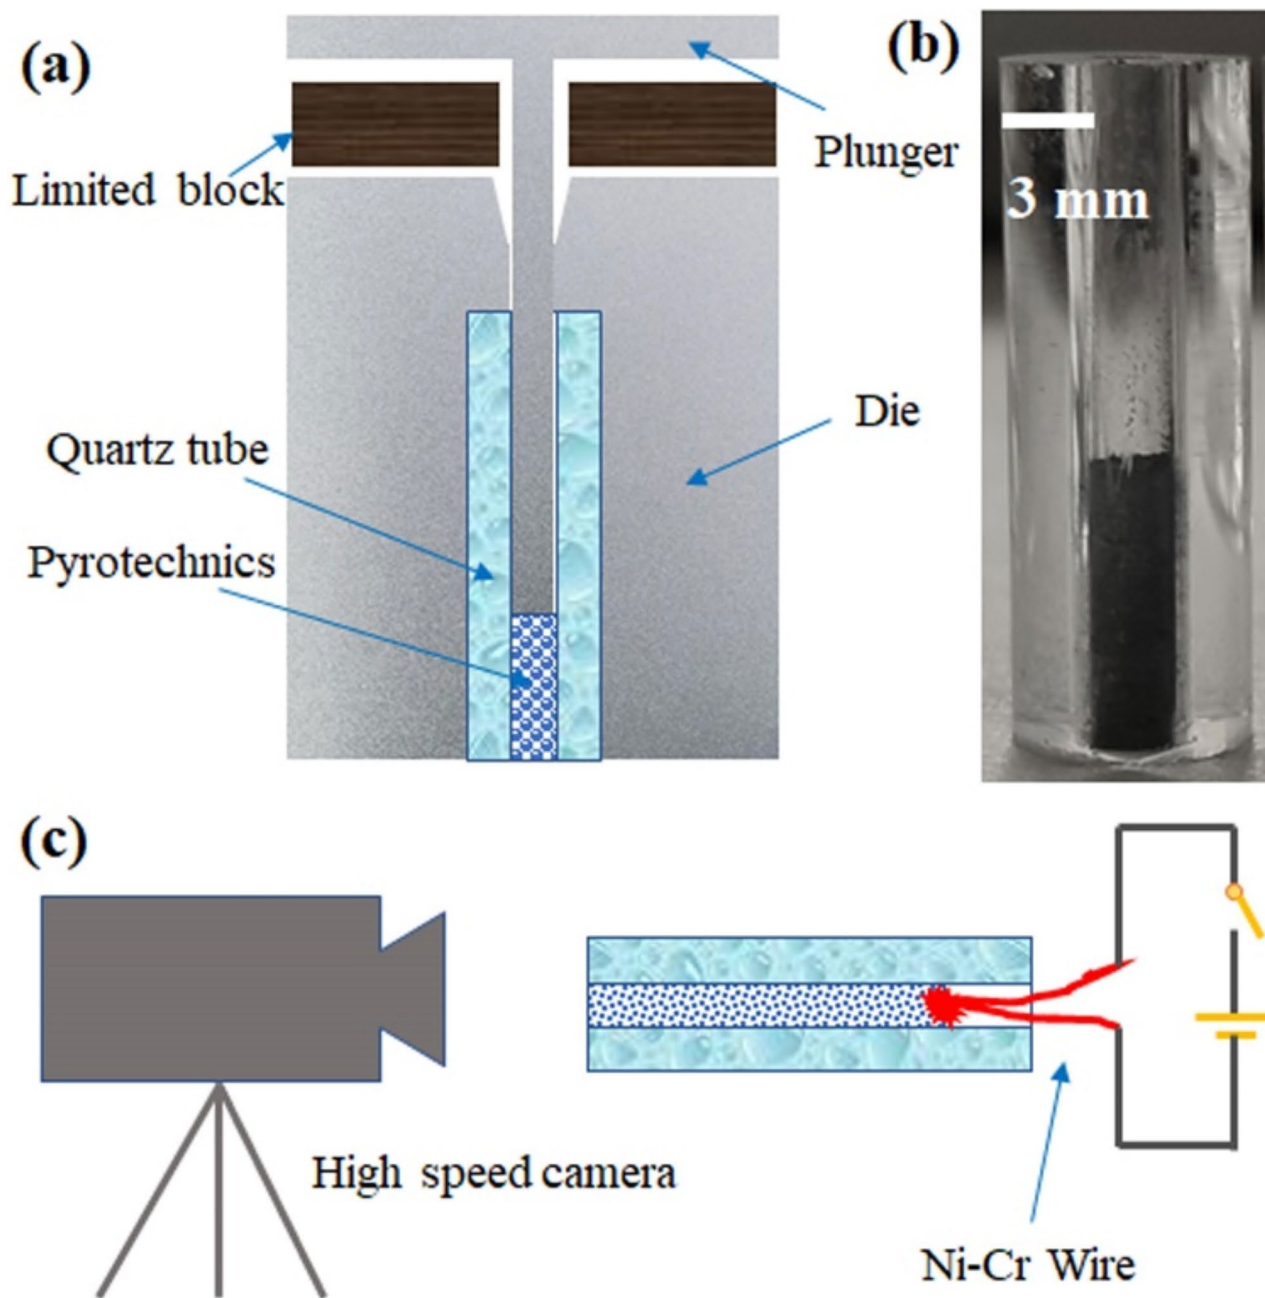 (a)
(b)
Plunger
Limited block
3 mm
Die
Quartz tube
Pyrotechnics
(c)
High speed camera
Ni-Cr Wire